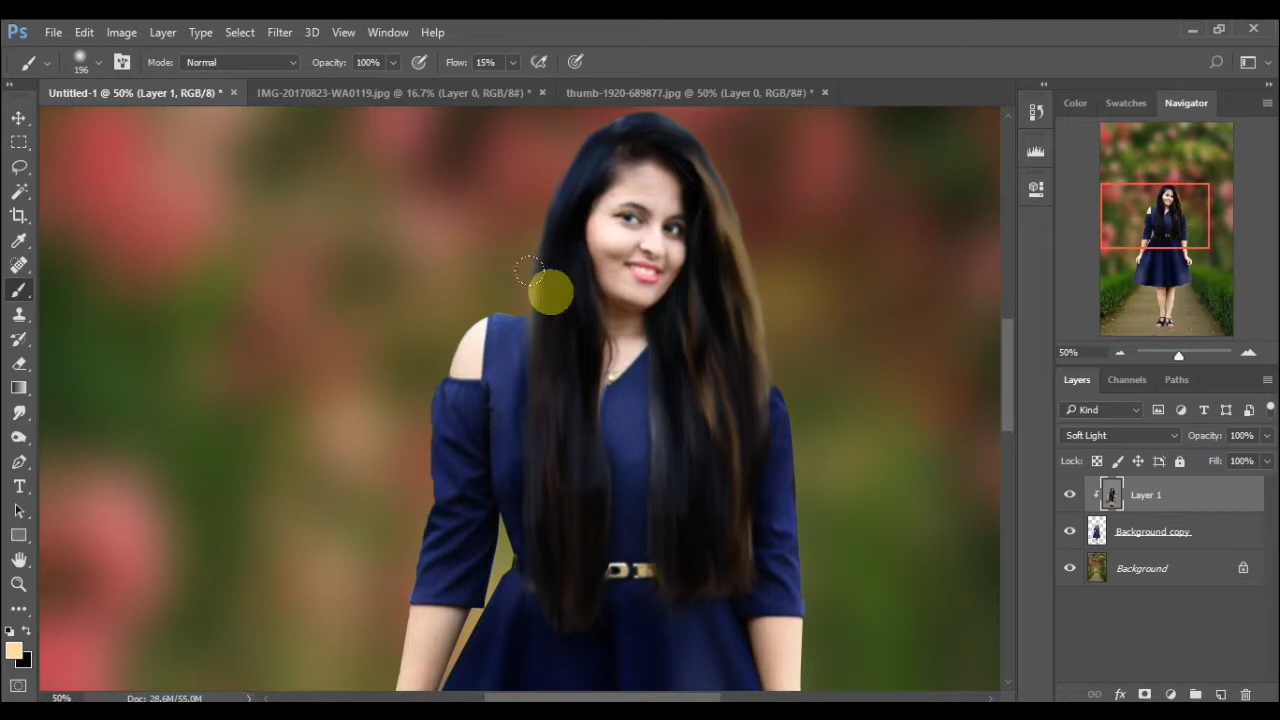 Ps File Edit Image Layer Type Select Filter 3D View Window Help
196 Mode: Normal Opacity: 100% Flow: 15%
Untitled-1 @ 50% (Layer 1, RGB/8) * × IMG-20170823-WA0119.jpg @ 16.7% (Layer 0, RGB/8#) * × thumb-1920-689877.jpg @ 50% (Layer 0, RGB/8#) * ×
Color Swatches Navigator
50%
Layers Channels Paths
Kind
Soft Light Opacity: 100%
Lock: Fill: 100%
Layer 1
Background copy
Background
50% Doc: 28.6M/55.0M